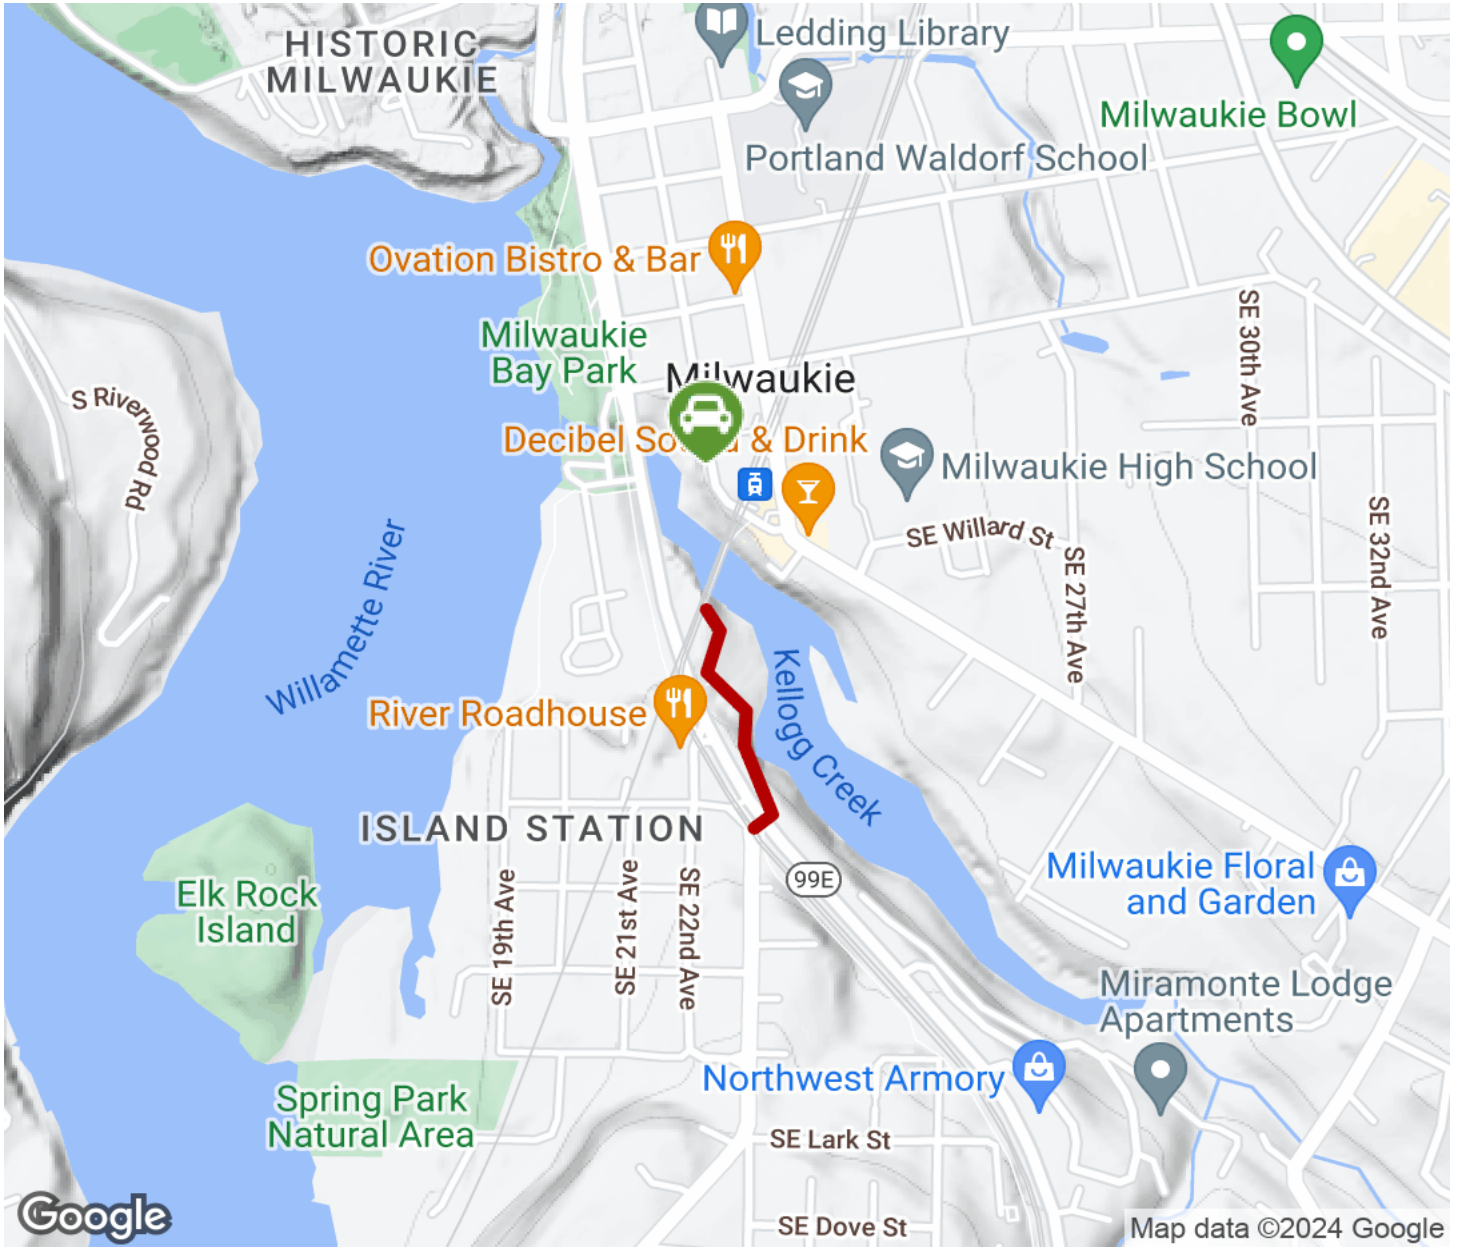 HISTORIC
MILWAUKIE
Ledding Library
Milwaukie Bowl
Portland Waldorf School
Ovation Bistro & Bar
Milwaukie
Bay Park
SE 30th Ave
S Riverwood Rd
Milwaukie
Decibel So & Drink
Milwaukie High School
SE Willard St
SE 27th Ave
SE 32nd Ave
Willamette River
Kellogg Creek
River Roadhouse
ISLAND STATION
99E
Elk Rock
Island
SE 19th Ave
SE 21st Ave
SE 22nd Ave
Milwaukie Floral
and Garden
Miramonte Lodge
Apartments
Northwest Armory
Spring Park
Natural Area
SE Lark St
SE Dove St
Google
Map data ©2024 Google